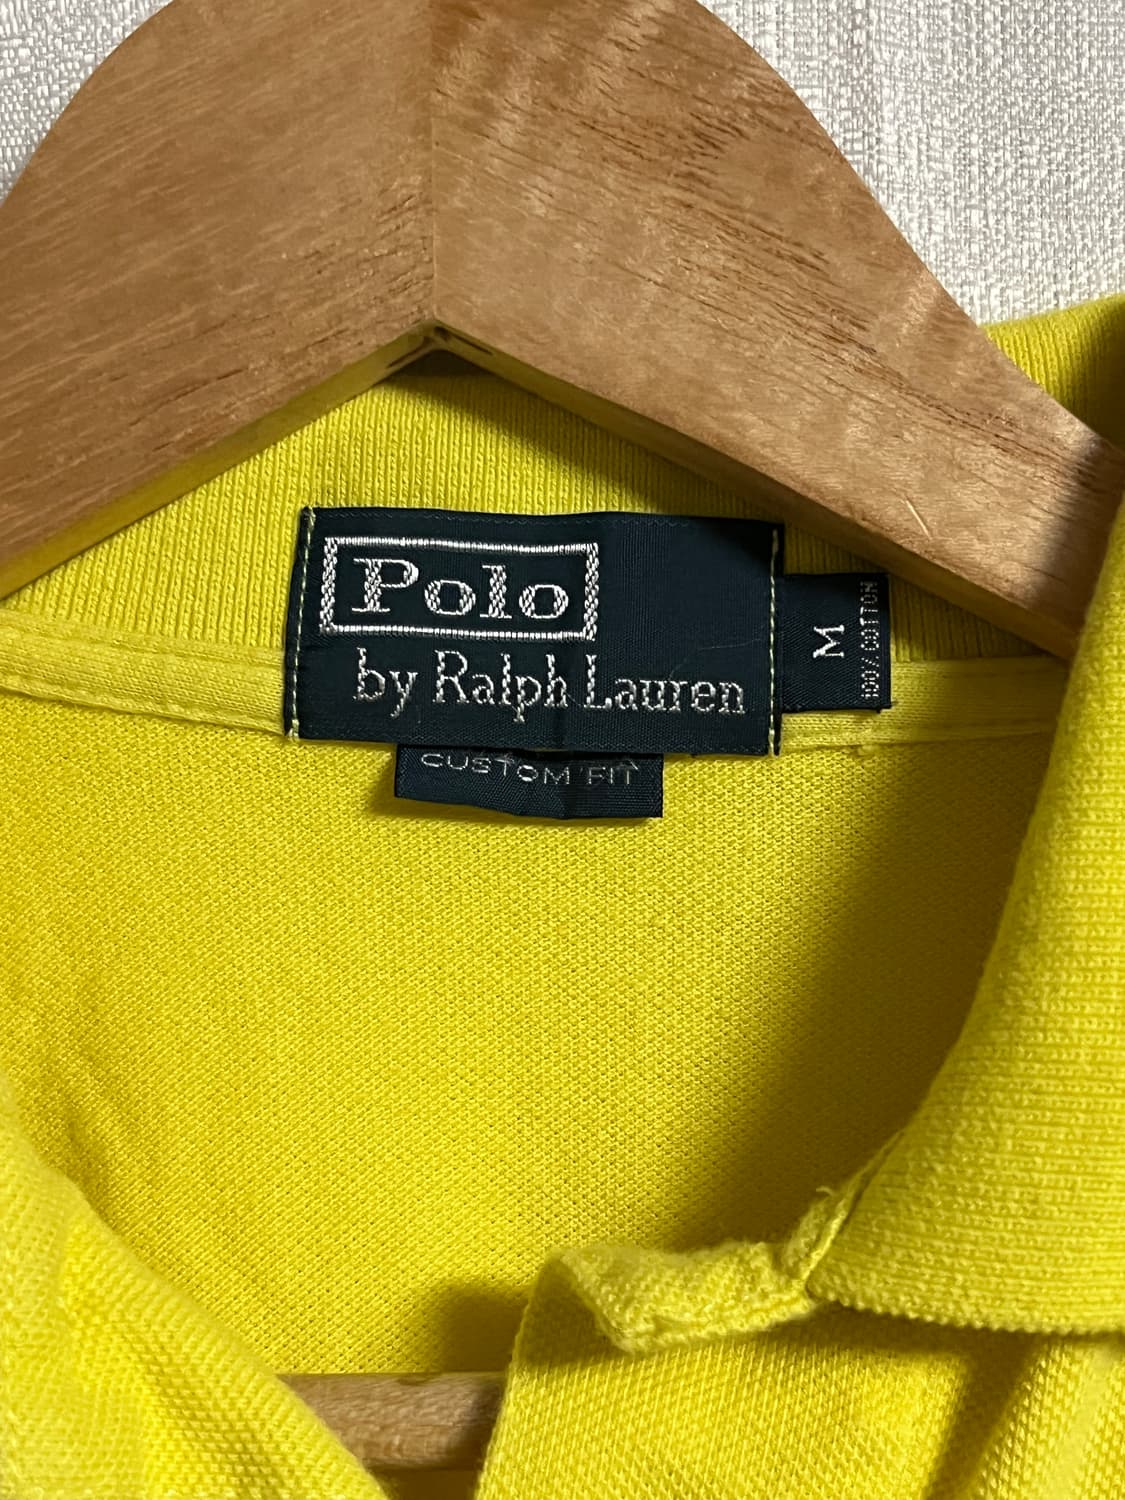 Polo
by Ralph Lauren
M
100% COTTON
CUSTOM FIT